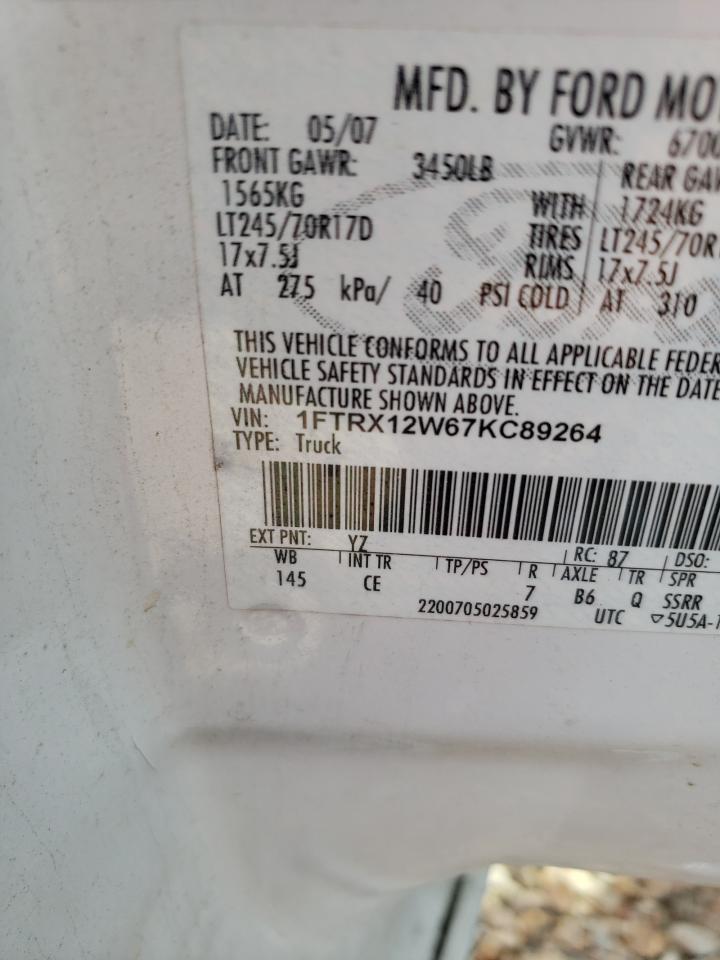 MFD. BY FORD MO
DATE: 05/07 GVWR: 670
FRONT GAWR: 3450LB REAR GAW
1565KG WITH 1724KG
LT245/70R17D TIRES LT245/70R1
17x7.5J RIMS 17x7.5J
AT 275 kPa/ 40 PSI COLD AT 310
THIS VEHICLE CONFORMS TO ALL APPLICABLE FEDER
VEHICLE SAFETY STANDARDS IN EFFECT ON THE DATE
MANUFACTURE SHOWN ABOVE.
VIN: 1FTRX12W67KC89264
TYPE: Truck
EXT PNT: YZ RC: 87 DSO:
WB INT TR TP/PS R AXLE TR SPR
145 CE 7 B6 Q SSRR
2200705025859 UTC ▽5U5A-1